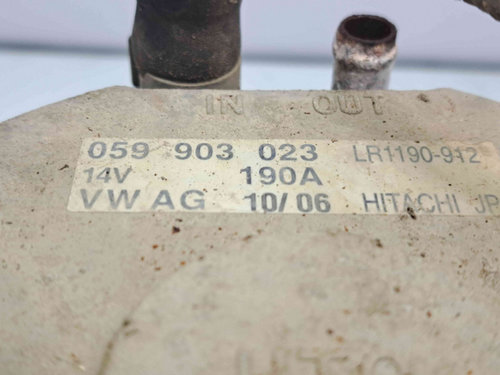 IN OUT
059 903 023 LR1190-912
14V 190A
VW AG 10/06 HITACHI JP